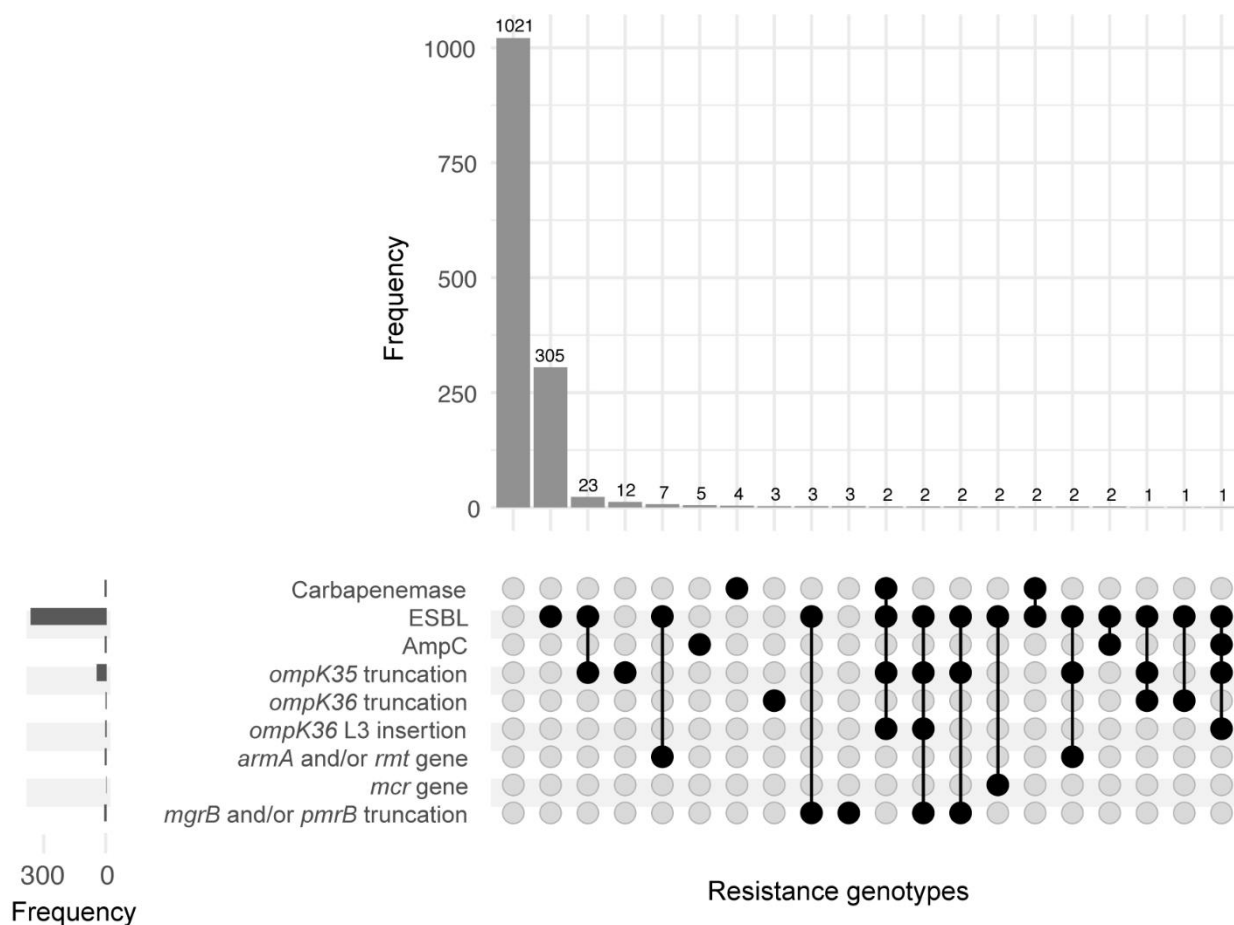 1021
1000
750
500
305
250
23 12 7 5 4 3 3 3 2 2 2 2 2 2 2 1 1 1
0
Frequency
Carbapenemase
ESBL
AmpC
ompK35 truncation
ompK36 truncation
ompK36 L3 insertion
armA and/or rmt gene
mcr gene
mgrB and/or pmrB truncation
300 0
Frequency
Resistance genotypes